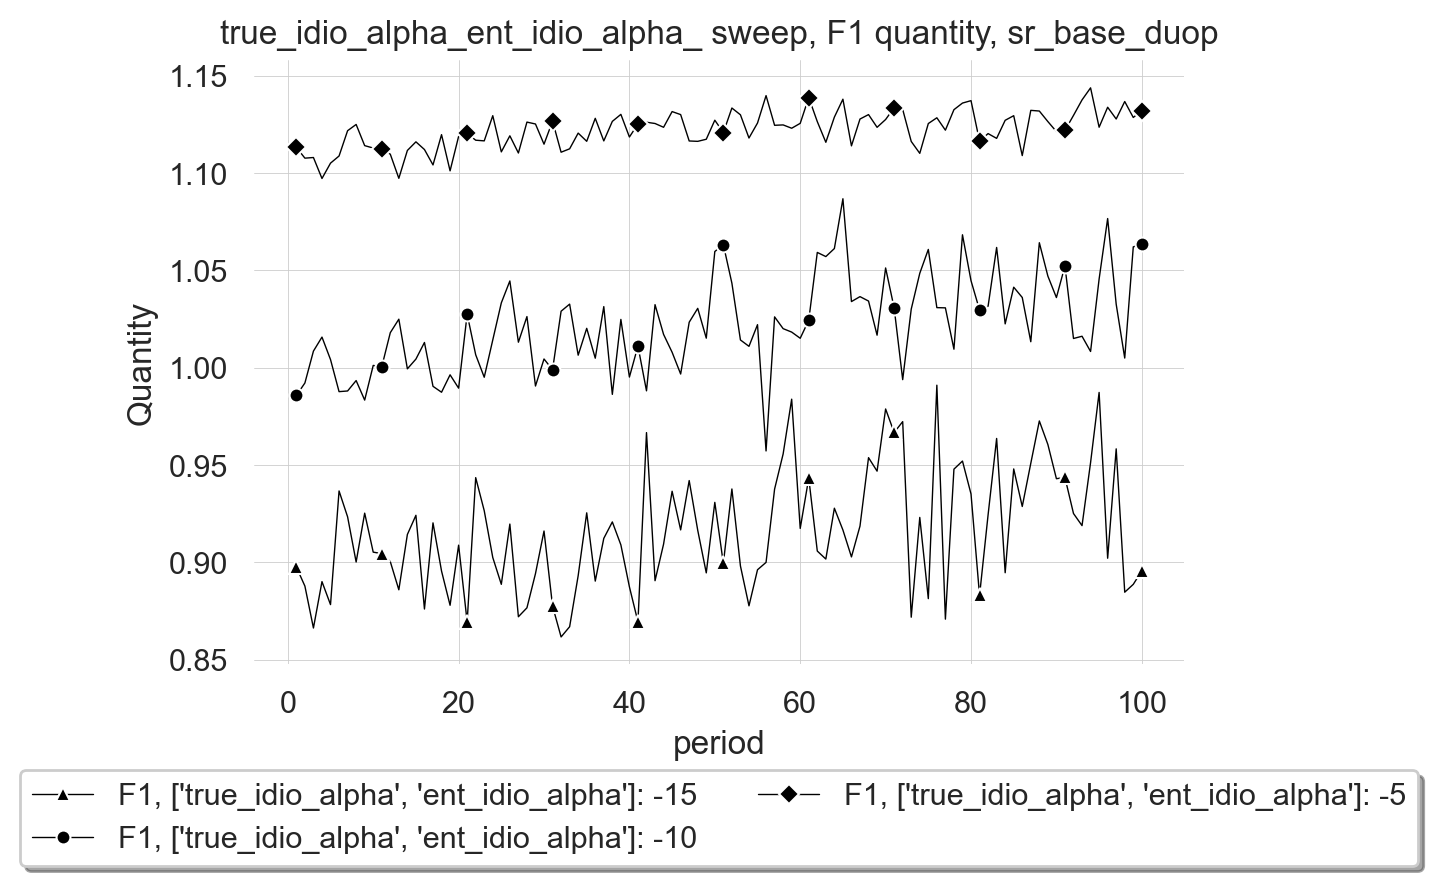 true_idio_alpha_ent_idio_alpha_ sweep, F1 quantity, sr_base_duop
1.15
1.10
1.05
1.00
0.95
0.90
0.85
Quantity
0 20 40 60 80 100
period
F1, ['true_idio_alpha', 'ent_idio_alpha']: -15
F1, ['true_idio_alpha', 'ent_idio_alpha']: -10
F1, ['true_idio_alpha', 'ent_idio_alpha']: -5